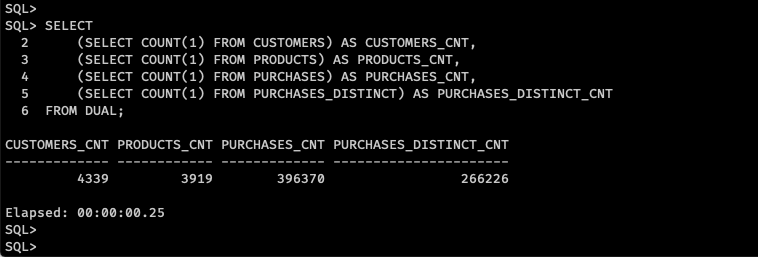 SQL>
SQL> SELECT
  2      (SELECT COUNT(1) FROM CUSTOMERS) AS CUSTOMERS_CNT,
  3      (SELECT COUNT(1) FROM PRODUCTS) AS PRODUCTS_CNT,
  4      (SELECT COUNT(1) FROM PURCHASES) AS PURCHASES_CNT,
  5      (SELECT COUNT(1) FROM PURCHASES_DISTINCT) AS PURCHASES_DISTINCT_CNT
  6  FROM DUAL;

CUSTOMERS_CNT PRODUCTS_CNT PURCHASES_CNT PURCHASES_DISTINCT_CNT
------------- ------------ ------------- ----------------------
         4339         3919        396370                 266226

Elapsed: 00:00:00.25
SQL>
SQL>